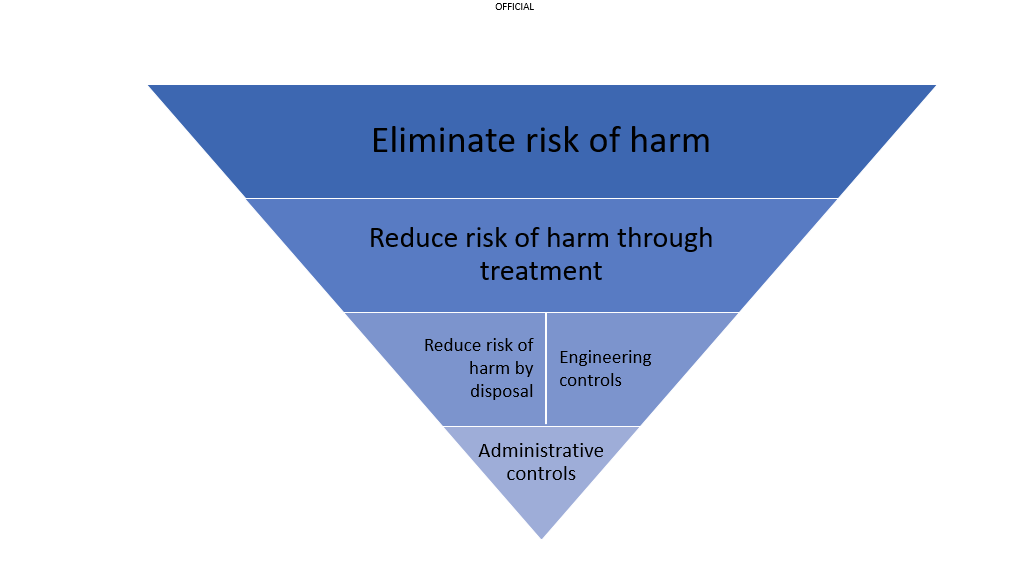 OFFICIAL
Eliminate risk of harm
Reduce risk of harm through
treatment
Reduce risk of
harm by
disposal
Engineering
controls
Administrative
controls